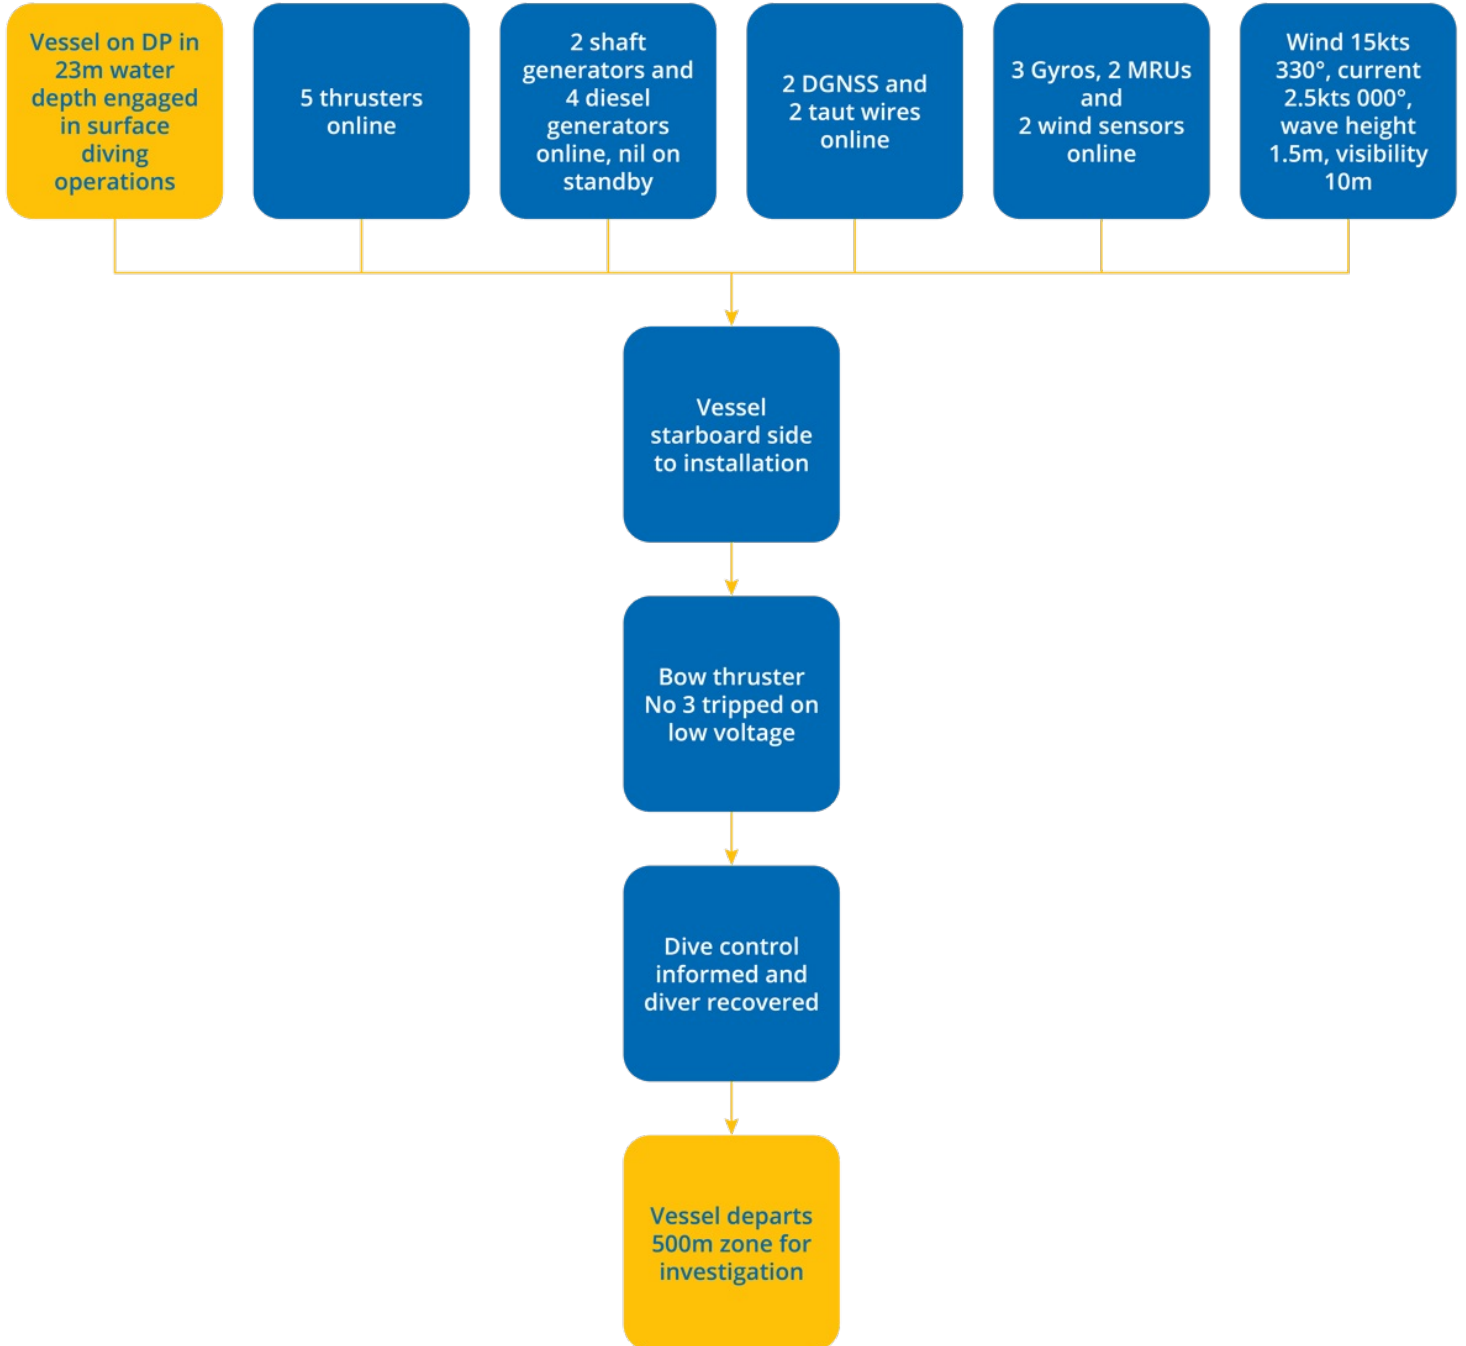 Vessel on DP in
23m water
depth engaged
in surface
diving
operations
5 thrusters
online
2 shaft
generators and
4 diesel
generators
online, nil on
standby
2 DGNSS and
2 taut wires
online
3 Gyros, 2 MRUs
and
2 wind sensors
online
Wind 15kts
330°, current
2.5kts 000°,
wave height
1.5m, visibility
10m
Vessel
starboard side
to installation
Bow thruster
No 3 tripped on
low voltage
Dive control
informed and
diver recovered
Vessel departs
500m zone for
investigation